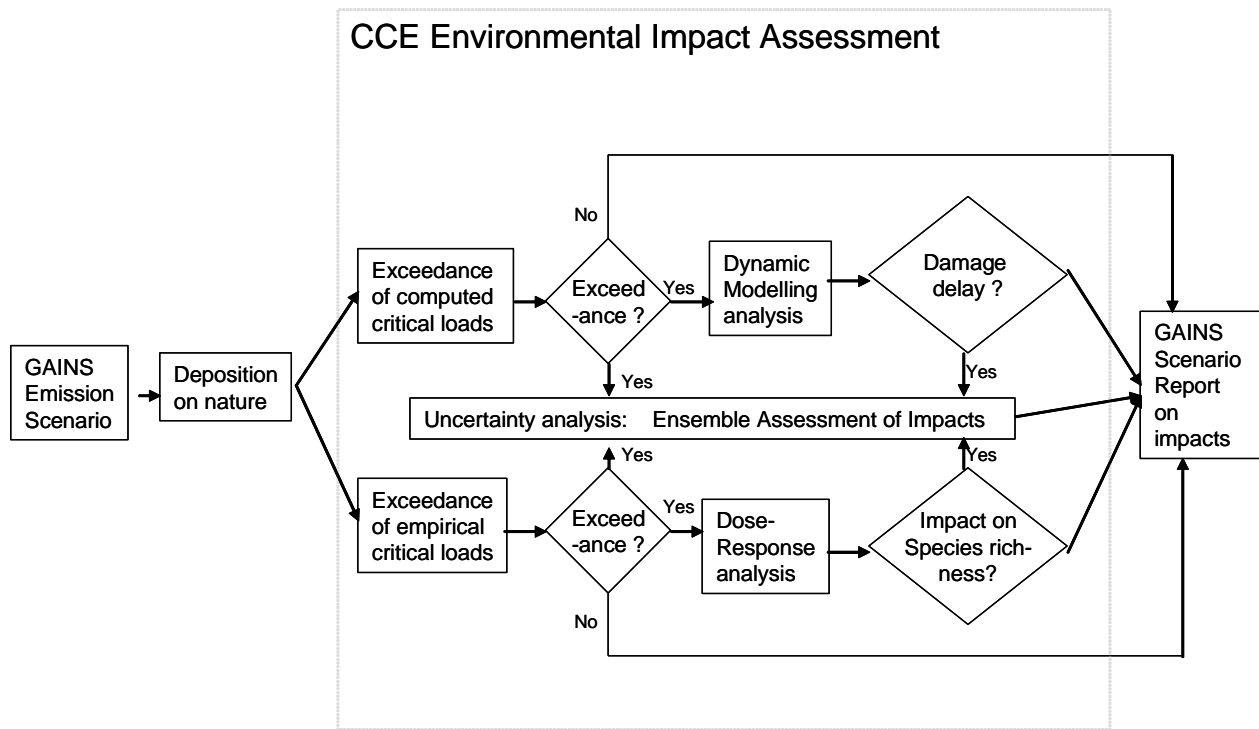 CCE Environmental Impact Assessment
No
Exceedance
of computed
critical loads
Exceed
-ance ?
Yes
Dynamic
Modelling
analysis
Damage
delay ?
Yes
Yes
GAINS
Emission
Scenario
Deposition
on nature
Uncertainty analysis: Ensemble Assessment of Impacts
GAINS
Scenario
Report
on
impacts
Yes
Yes
Exceedance
of empirical
critical loads
Exceed
-ance ?
Yes
Dose-
Response
analysis
Impact on
Species rich-
ness?
No